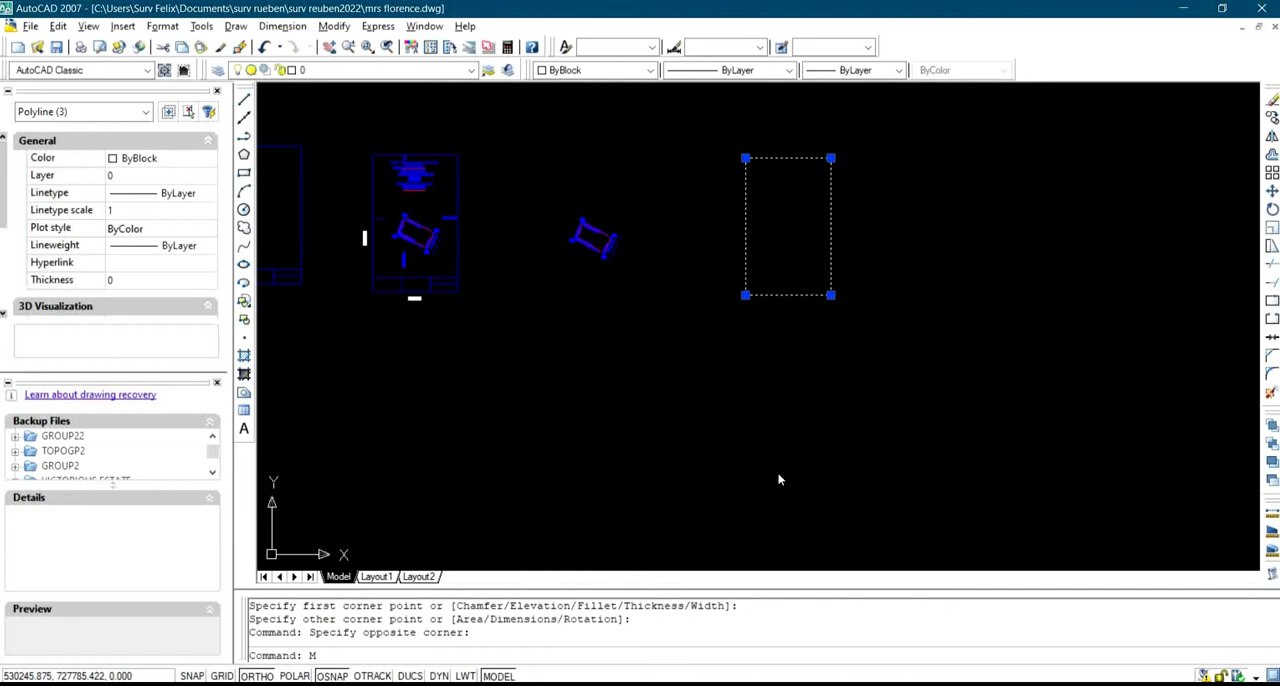 AutoCAD 2007 - [C:\Users\Surv Felix\Documents\surv rueben\surv reuben2022\mrs florence.dwg]
File Edit View Insert Format Tools Draw Dimension Modify Express Window Help
AutoCAD Classic 0 ByBlock ByLayer ByLayer ByColor
Polyline (3)
General
Color ByBlock
Layer 0
Linetype ByLayer
Linetype scale 1
Plot style ByColor
Lineweight ByLayer
Hyperlink
Thickness 0
3D Visualization
Learn about drawing recovery
Backup Files
GROUP22
TOPOGP2
GROUP2
VICTORIOUS ESTATE
Details
Preview
Y
X
Model Layout1 Layout2
Specify first corner point or [Chamfer/Elevation/Fillet/Thickness/Width]:
Specify other corner point or [Area/Dimensions/Rotation]:
Command: Specify opposite corner:
Command: M
530245.875, 727785.422, 0.000 SNAP GRID ORTHO POLAR OSNAP OTRACK DUCS DYN LWT MODEL